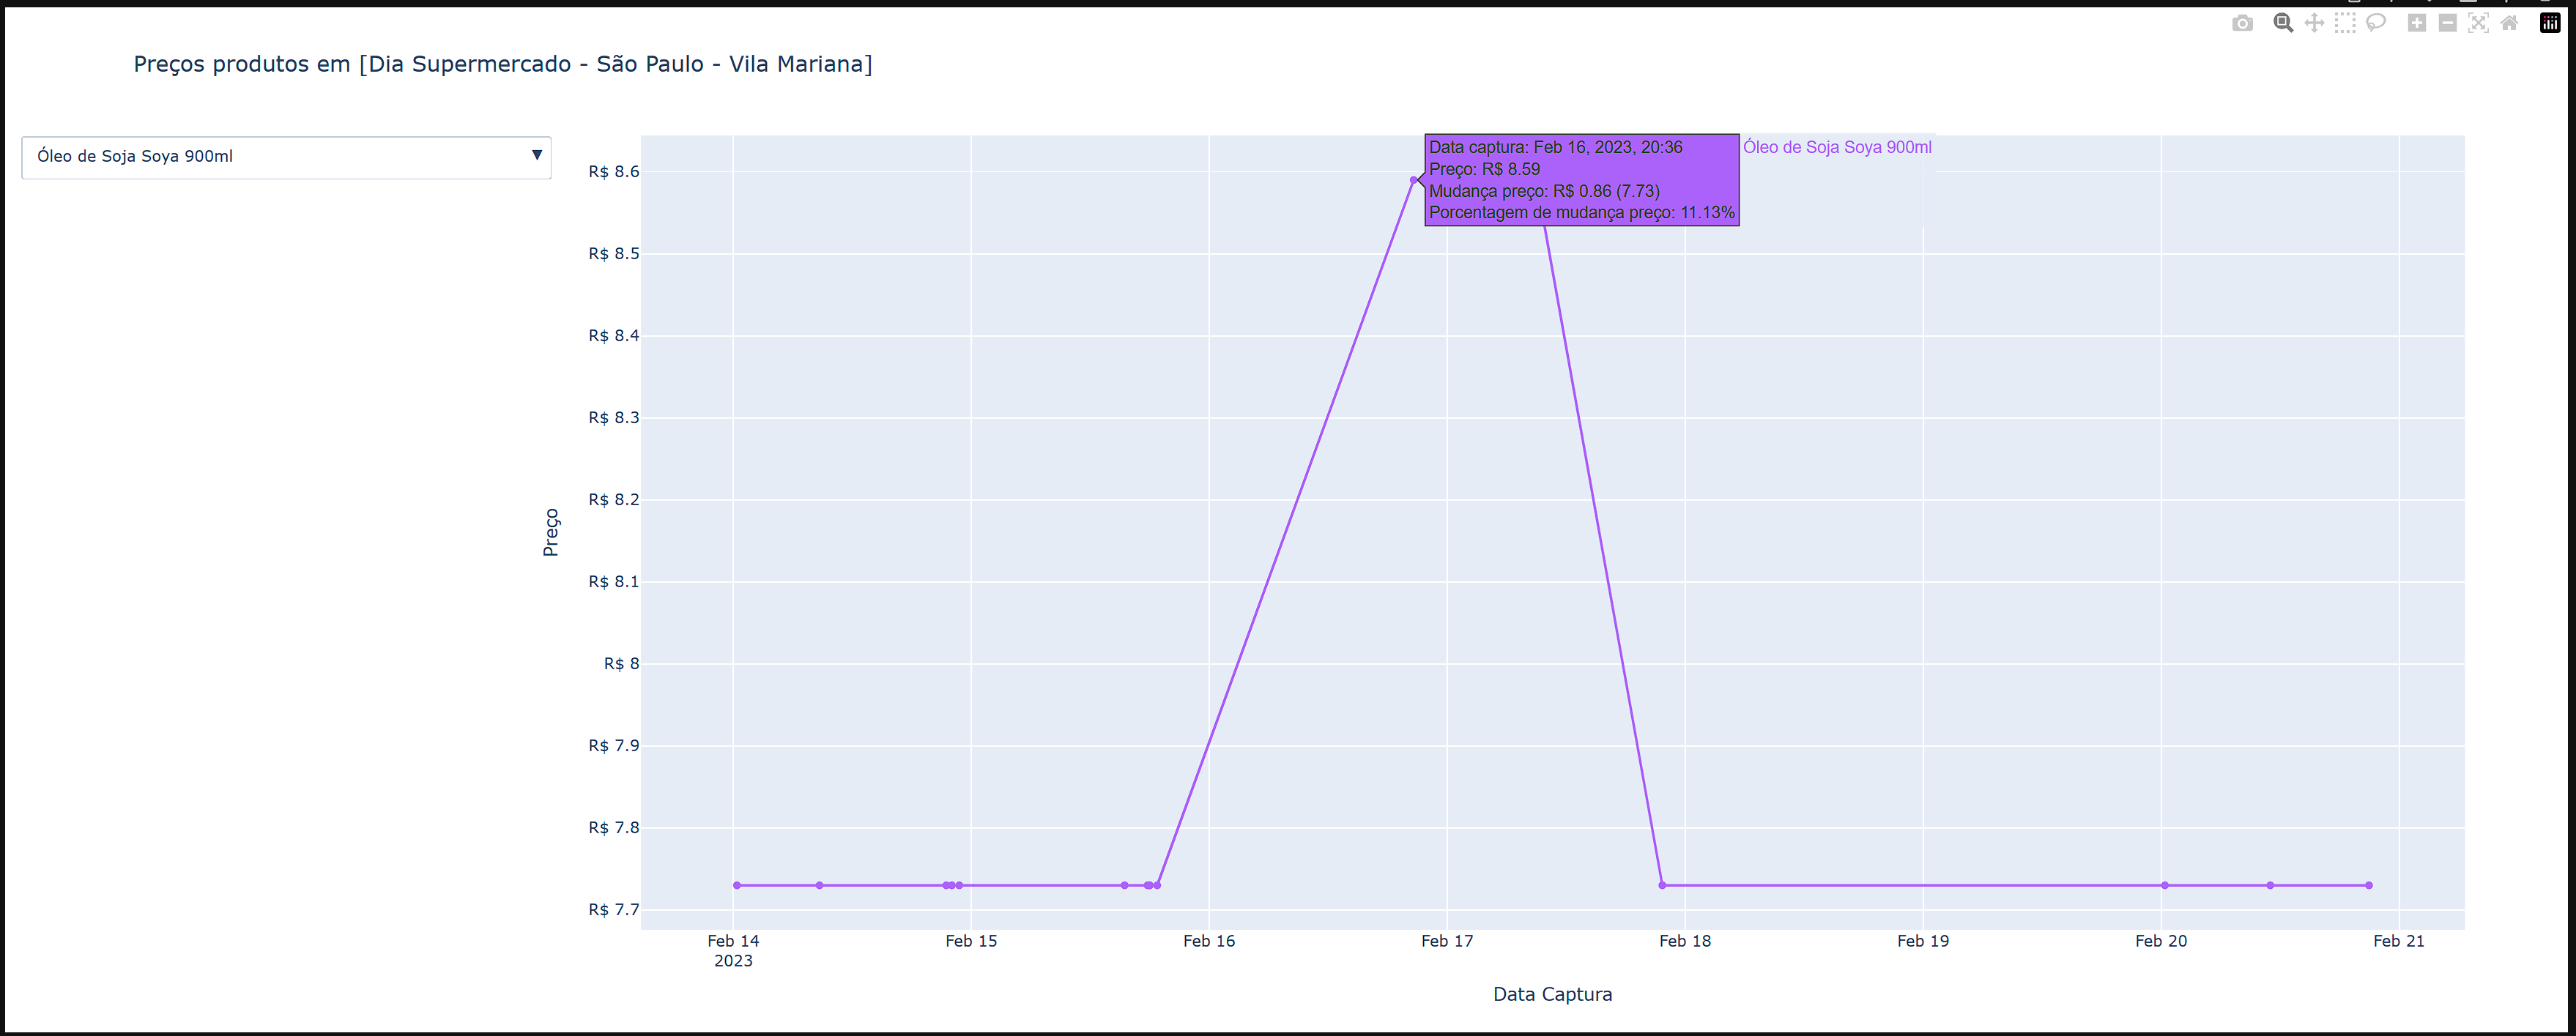 Preços produtos em [Dia Supermercado - São Paulo - Vila Mariana]
Óleo de Soja Soya 900ml ▼
Data captura: Feb 16, 2023, 20:36
Preço: R$ 8.59
Mudança preço: R$ 0.86 (7.73)
Porcentagem de mudança preço: 11.13%
Óleo de Soja Soya 900ml
R$ 8.6
R$ 8.5
R$ 8.4
R$ 8.3
R$ 8.2
R$ 8.1
R$ 8
R$ 7.9
R$ 7.8
R$ 7.7
Preço
Feb 14
2023
Feb 15
Feb 16
Feb 17
Feb 18
Feb 19
Feb 20
Feb 21
Data Captura